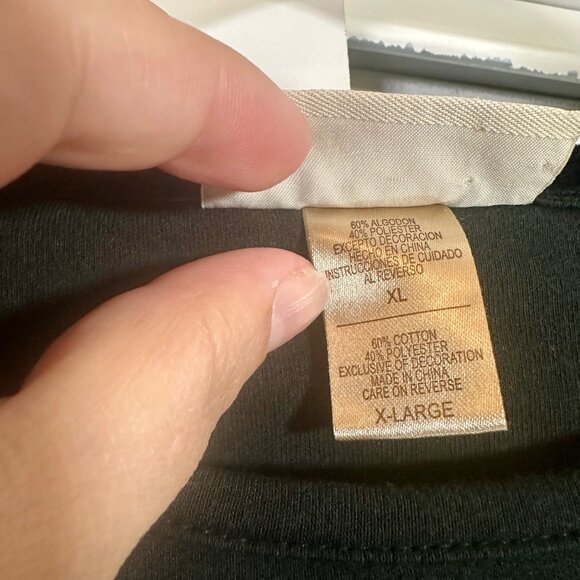 60% ALGODON
40% POLIESTER
EXCEPTO DECORACION
HECHO EN CHINA
INSTRUCCIONES DE CUIDADO
AL REVERSO
XL
60% COTTON
40% POLYESTER
EXCLUSIVE OF DECORATION
MADE IN CHINA
CARE ON REVERSE
X-LARGE